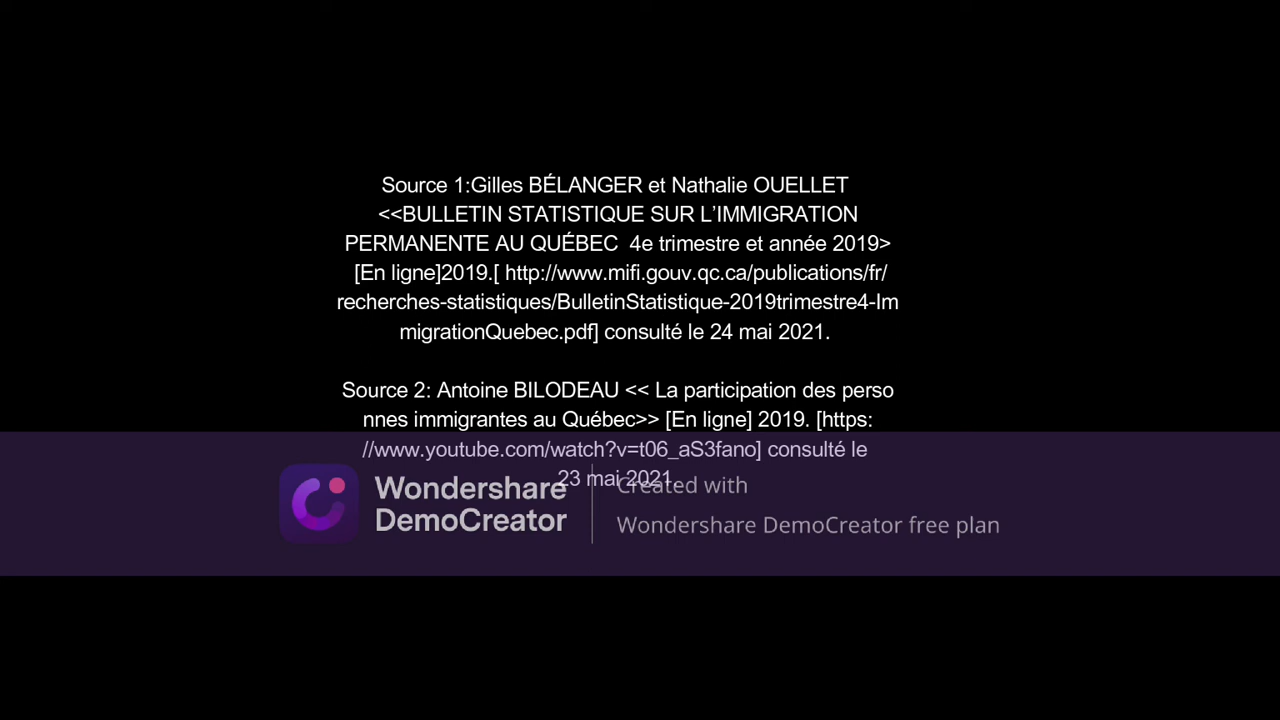 Source 1:Gilles BÉLANGER et Nathalie OUELLET
<<BULLETIN STATISTIQUE SUR L’IMMIGRATION
PERMANENTE AU QUÉBEC  4e trimestre et année 2019>
[En ligne]2019.[ http://www.mifi.gouv.qc.ca/publications/fr/
recherches-statistiques/BulletinStatistique-2019trimestre4-Im
migrationQuebec.pdf] consulté le 24 mai 2021.
Source 2: Antoine BILODEAU << La participation des perso
nnes immigrantes au Québec>> [En ligne] 2019. [https:
//www.youtube.com/watch?v=t06_aS3fano] consulté le
23 mai 2021.
Wondershare
DemoCreator
Created with
Wondershare DemoCreator free plan